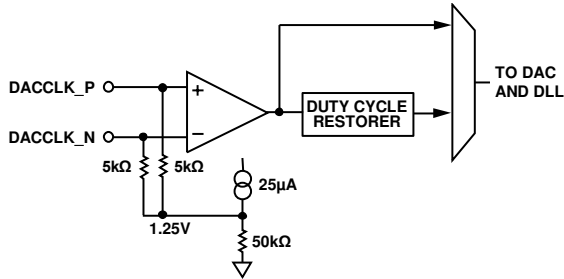 DACCLK_P
+
TO DAC
AND DLL
DUTY CYCLE
RESTORER
DACCLK_N
−
5kΩ
5kΩ
25µA
1.25V
50kΩ